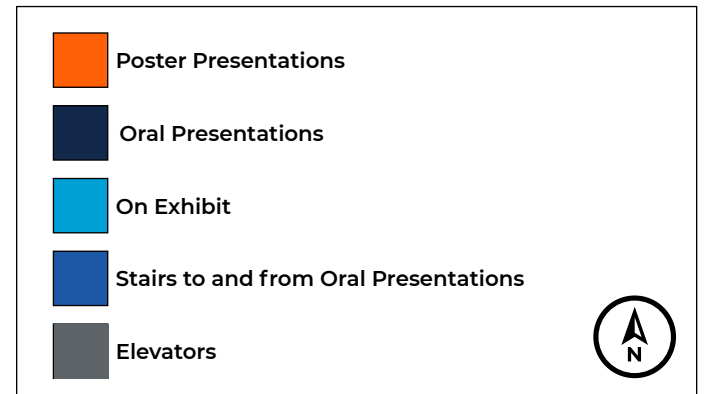 Poster Presentations
Oral Presentations
On Exhibit
Stairs to and from Oral Presentations
Elevators
N